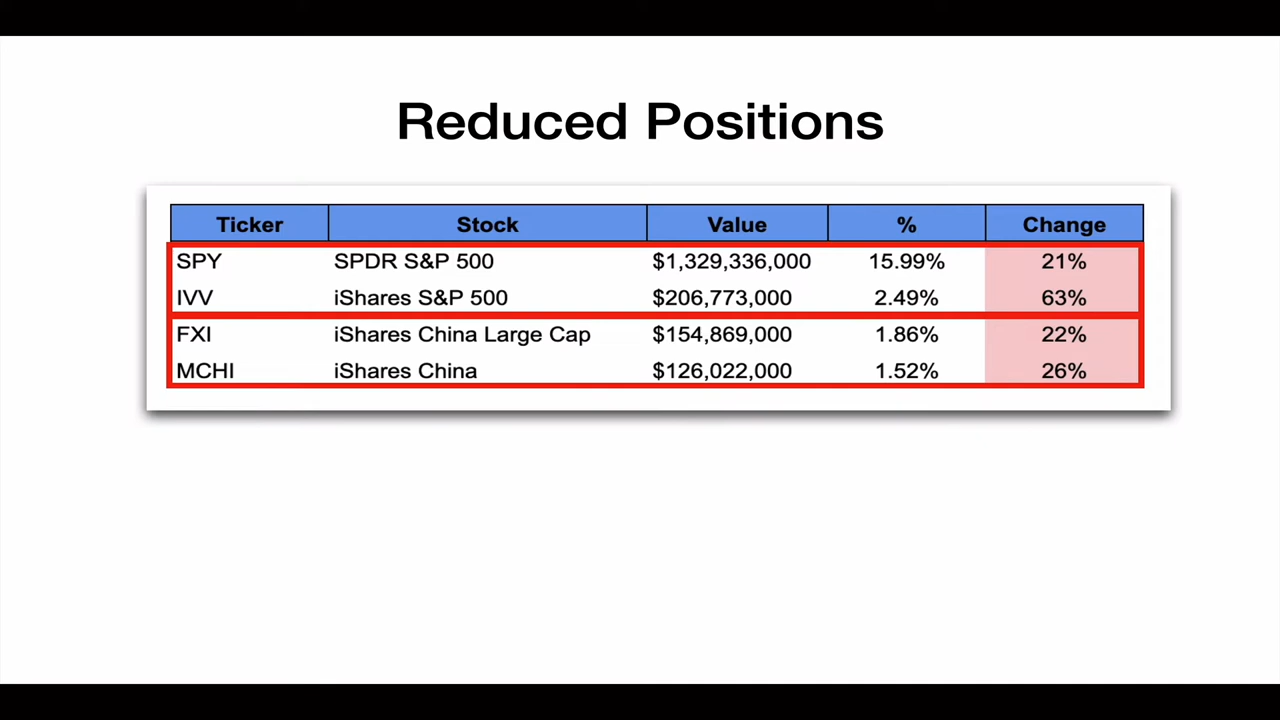 Reduced Positions
Ticker Stock Value % Change
SPY SPDR S&P 500 $1,329,336,000 15.99% 21%
IVV iShares S&P 500 $206,773,000 2.49% 63%
FXI iShares China Large Cap $154,869,000 1.86% 22%
MCHI iShares China $126,022,000 1.52% 26%